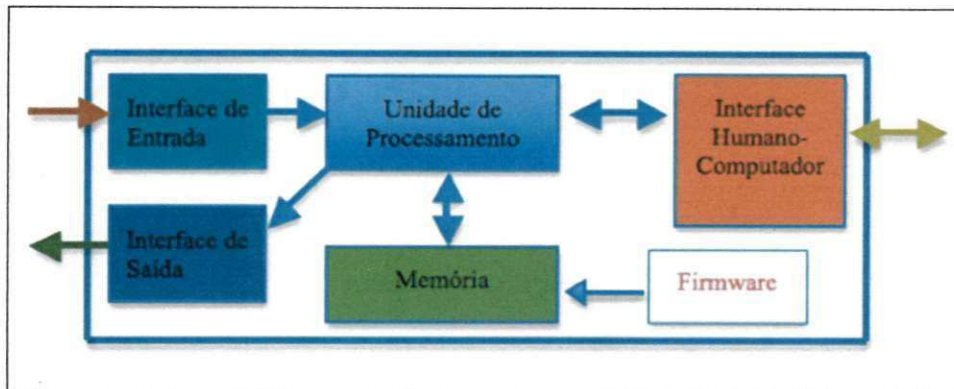 Interface de
Entrada
Unidade de
Processamento
Interface
Humano-
Computador
Interface de
Saída
Memória
Firmware